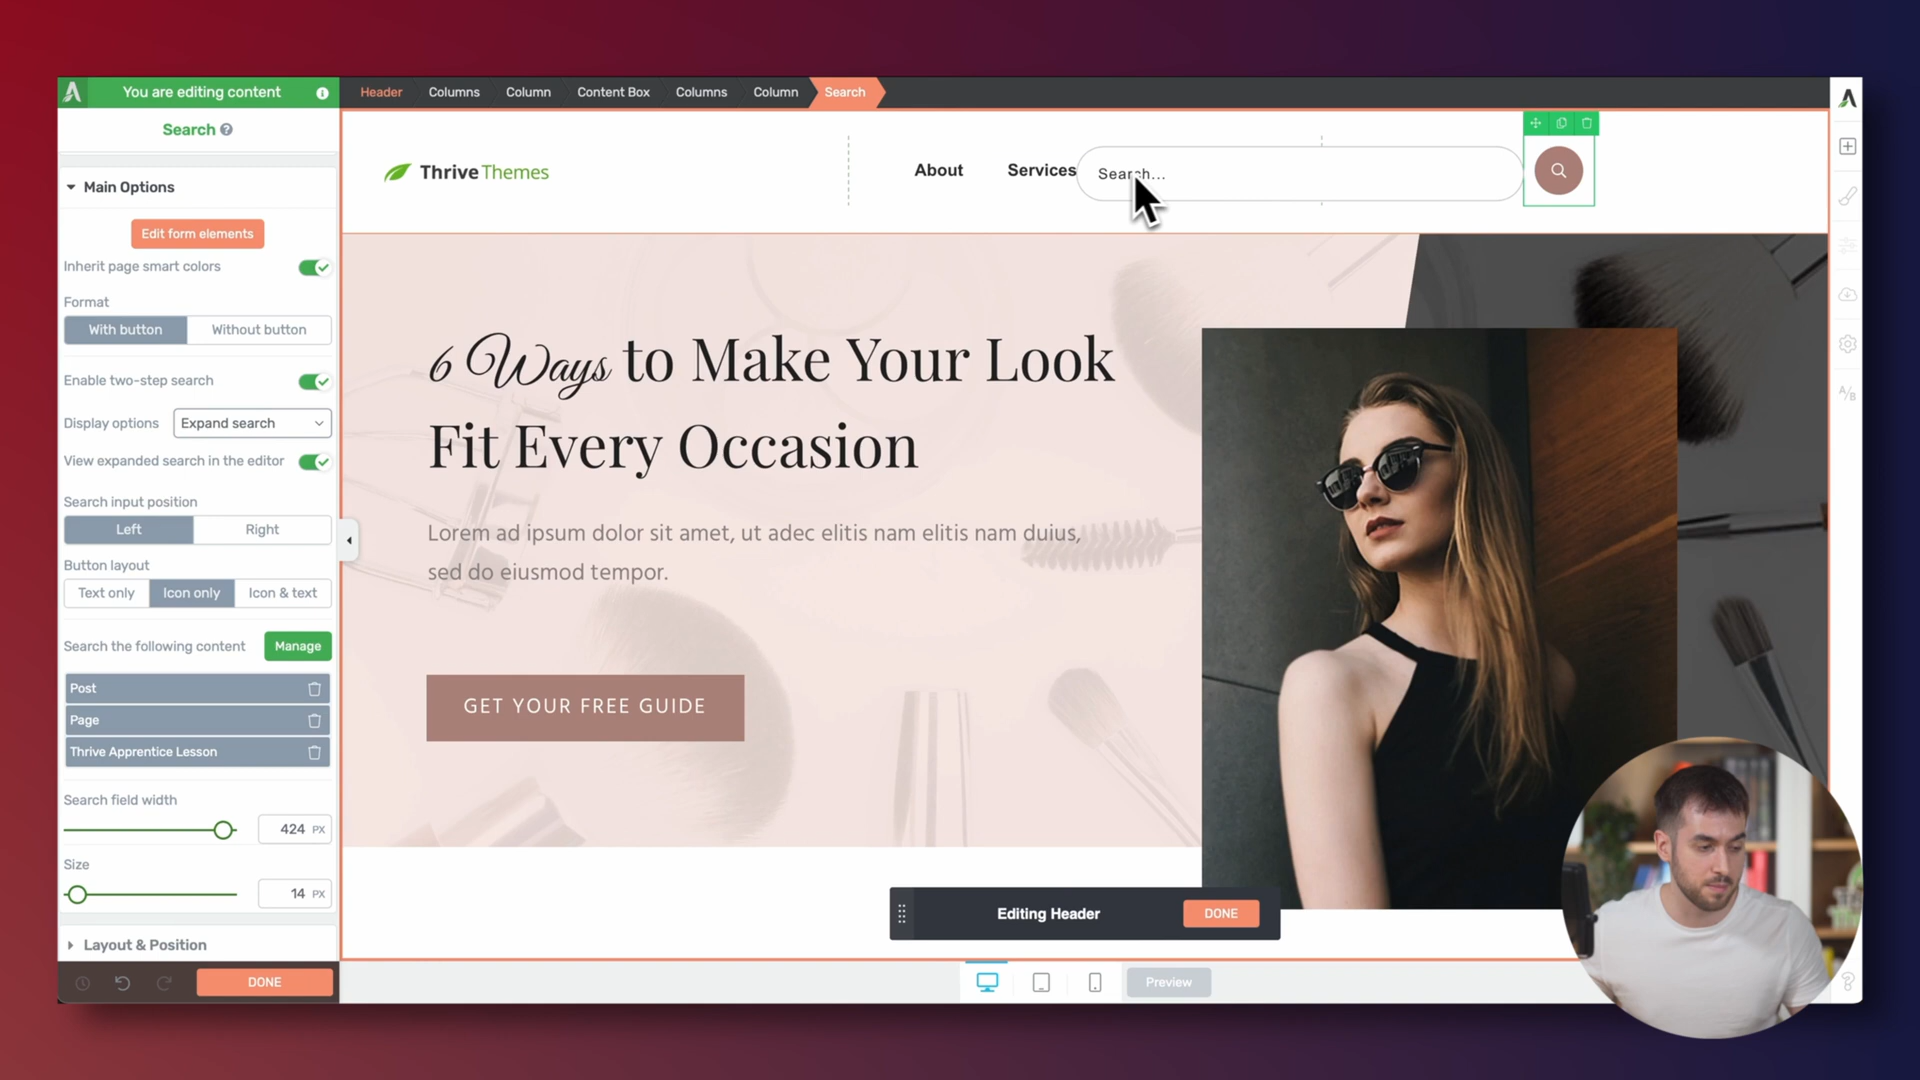 You are editing content
Header
Columns
Column
Content Box
Columns
Column
Search
Search
Main Options
Edit form elements
Inherit page smart colors
Format
With button
Without button
Enable two-step search
Display options
Expand search
View expanded search in the editor
Search input position
Left
Right
Button layout
Text only
Icon only
Icon & text
Search the following content
Manage
Post
Page
Thrive Apprentice Lesson
Search field width
424 PX
Size
14 PX
Layout & Position
DONE
Thrive Themes
About
Services
Search...
6 Ways to Make Your Look
Fit Every Occasion
Lorem ad ipsum dolor sit amet, ut adec elitis nam elitis nam duius,
sed do eiusmod tempor.
GET YOUR FREE GUIDE
Editing Header
DONE
Preview
A/B